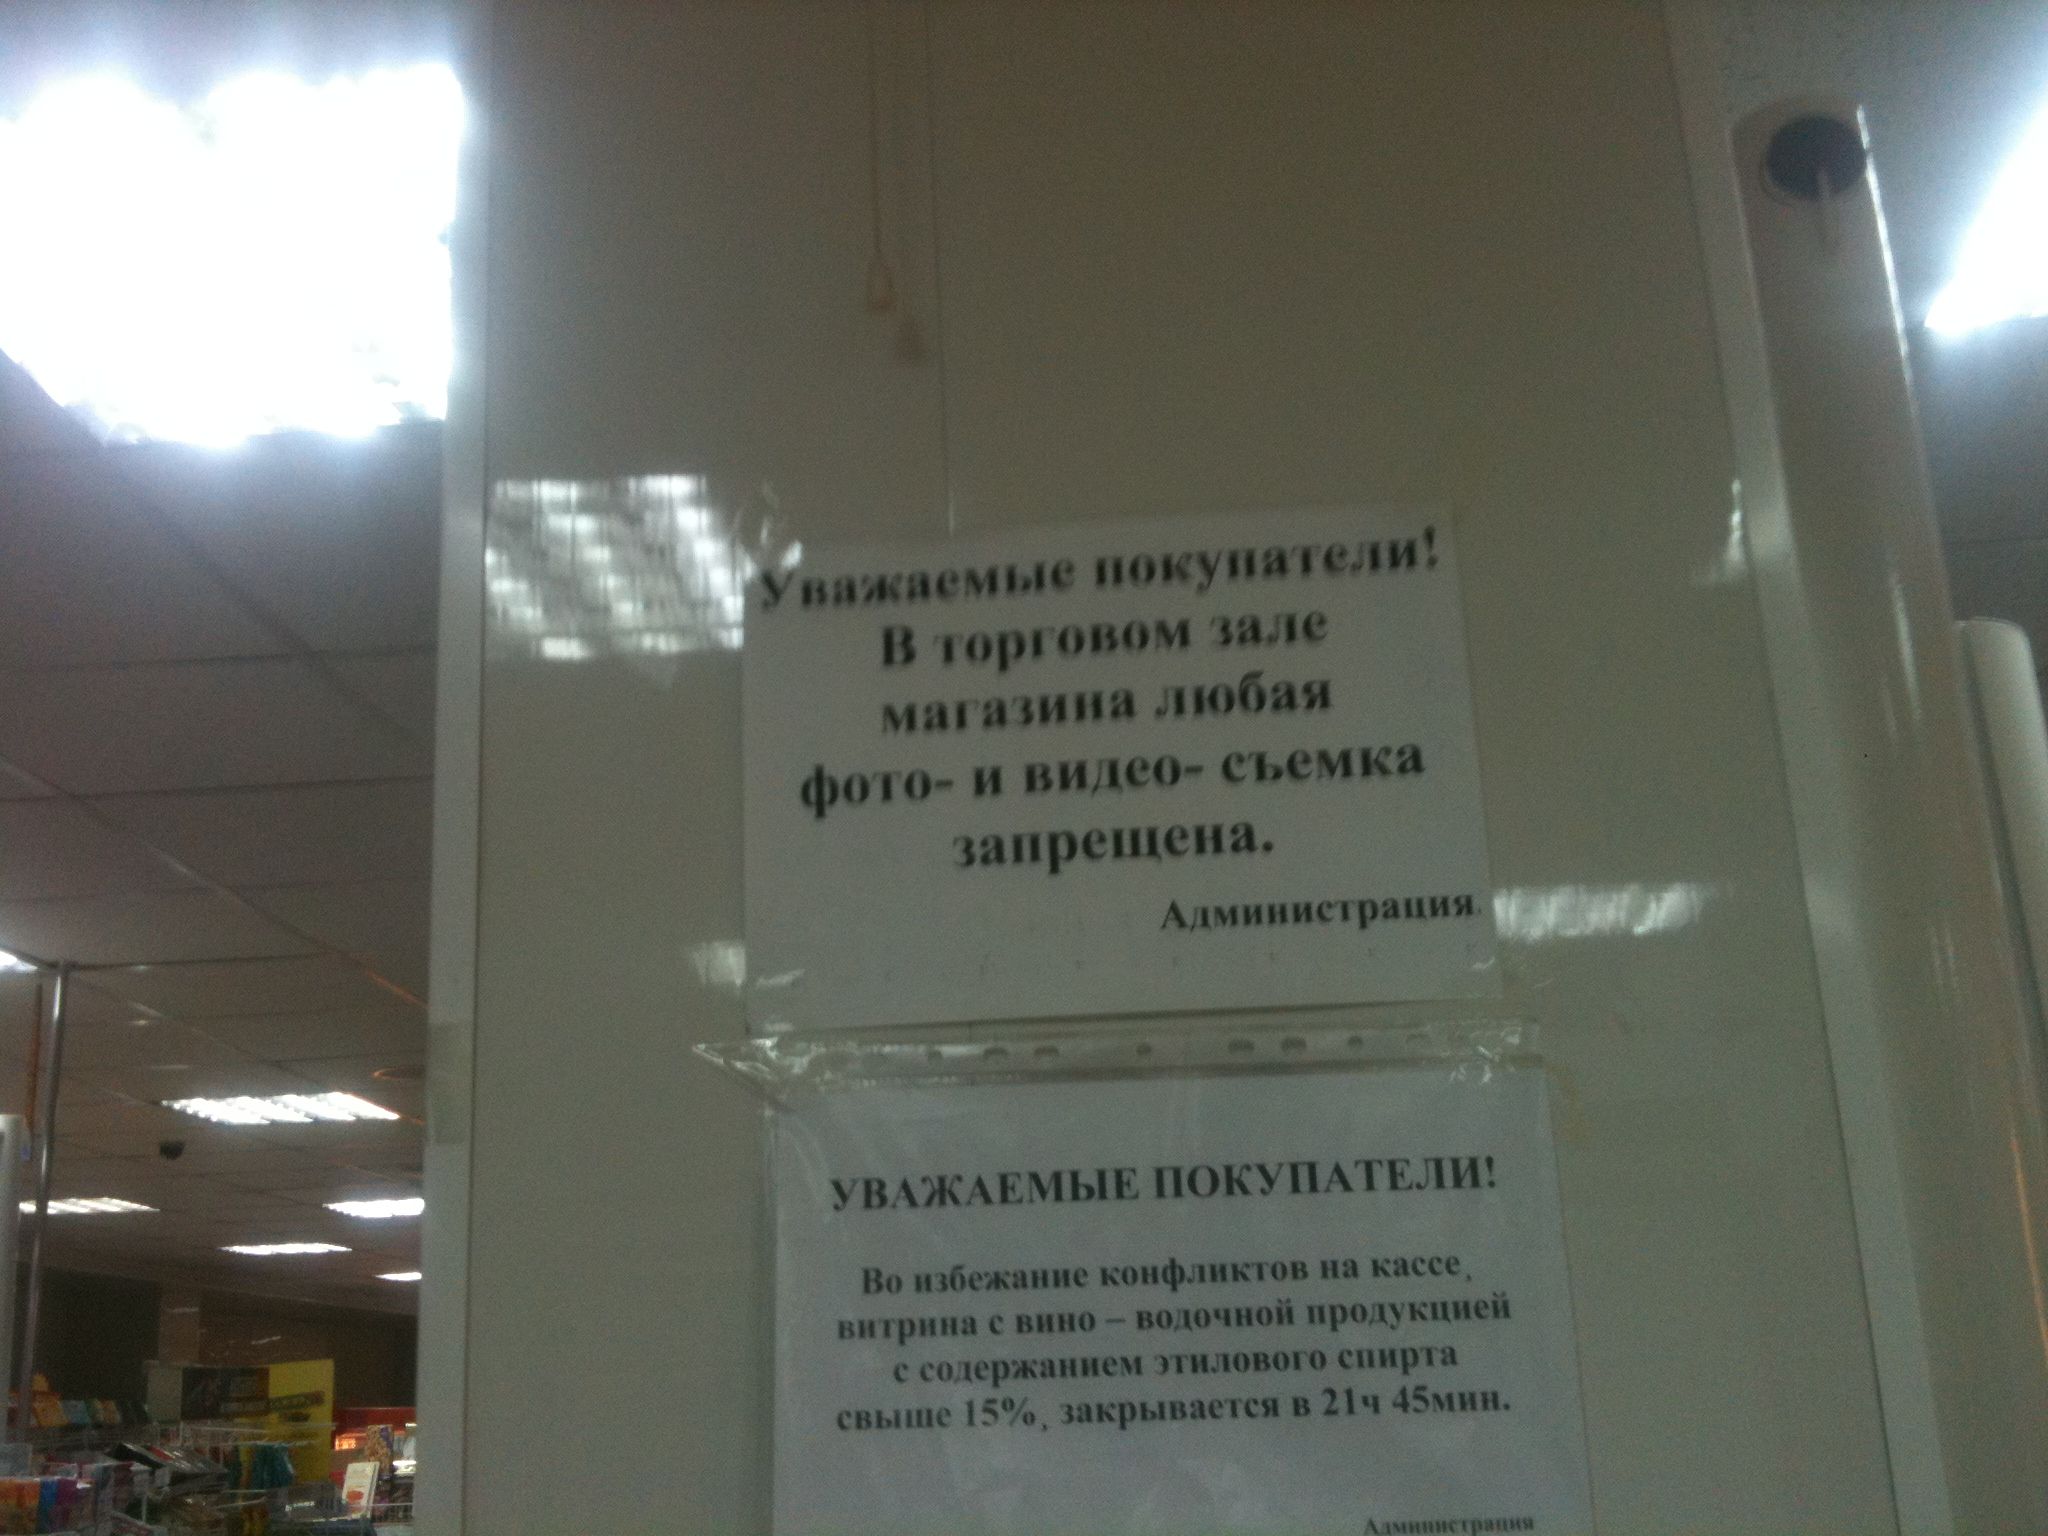 Уважаемые покупатели!
В торговом зале
магазина любая
фото- и видео- съемка
запрещена.
Администрация.
УВАЖАЕМЫЕ ПОКУПАТЕЛИ!
Во избежание конфликтов на кассе,
витрина с вино – водочной продукцией
с содержанием этилового спирта
свыше 15%, закрывается в 21ч 45мин.
Администрация